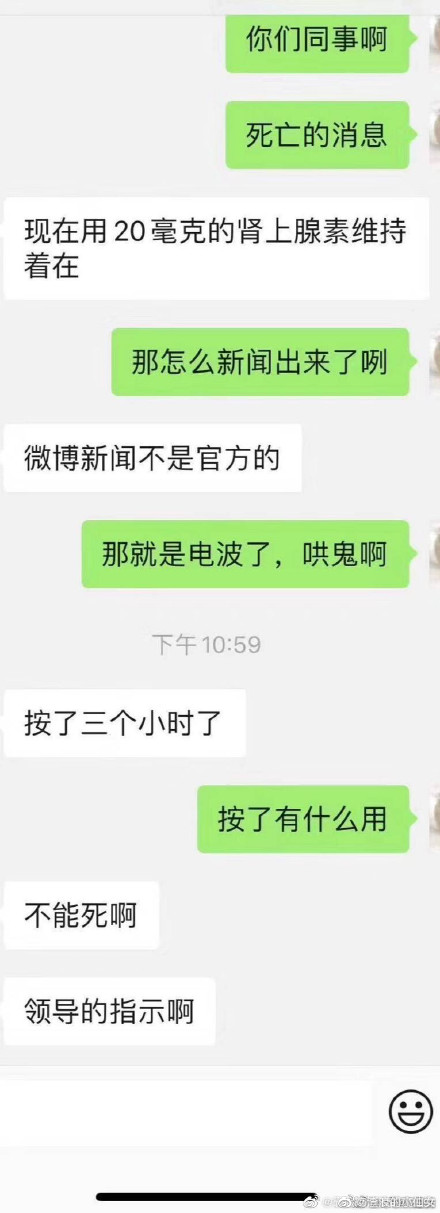 你们同事啊
死亡的消息
现在用20毫克的肾上腺素维持
着在
那怎么新闻出来了咧
微博新闻不是官方的
那就是电波了，哄鬼啊
下午10:59
按了三个小时了
按了有什么用
不能死啊
领导的指示啊